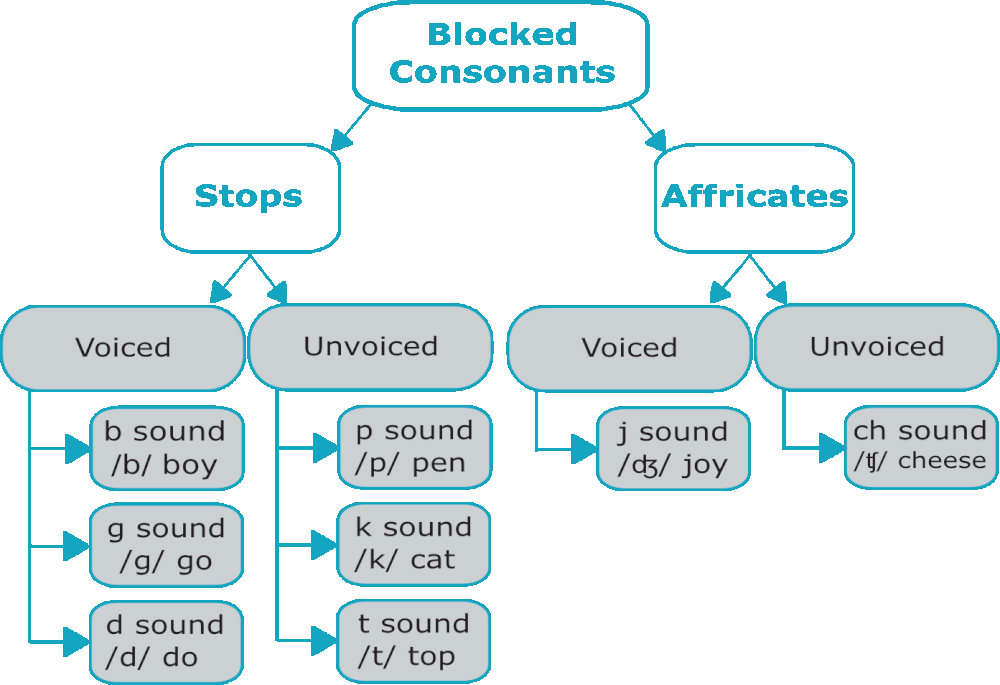 Blocked
Consonants
Stops
Affricates
Voiced
Unvoiced
Voiced
Unvoiced
b sound
/b/ boy
g sound
/g/ go
d sound
/d/ do
p sound
/p/ pen
k sound
/k/ cat
t sound
/t/ top
j sound
/ʤ/ joy
ch sound
/ʧ/ cheese